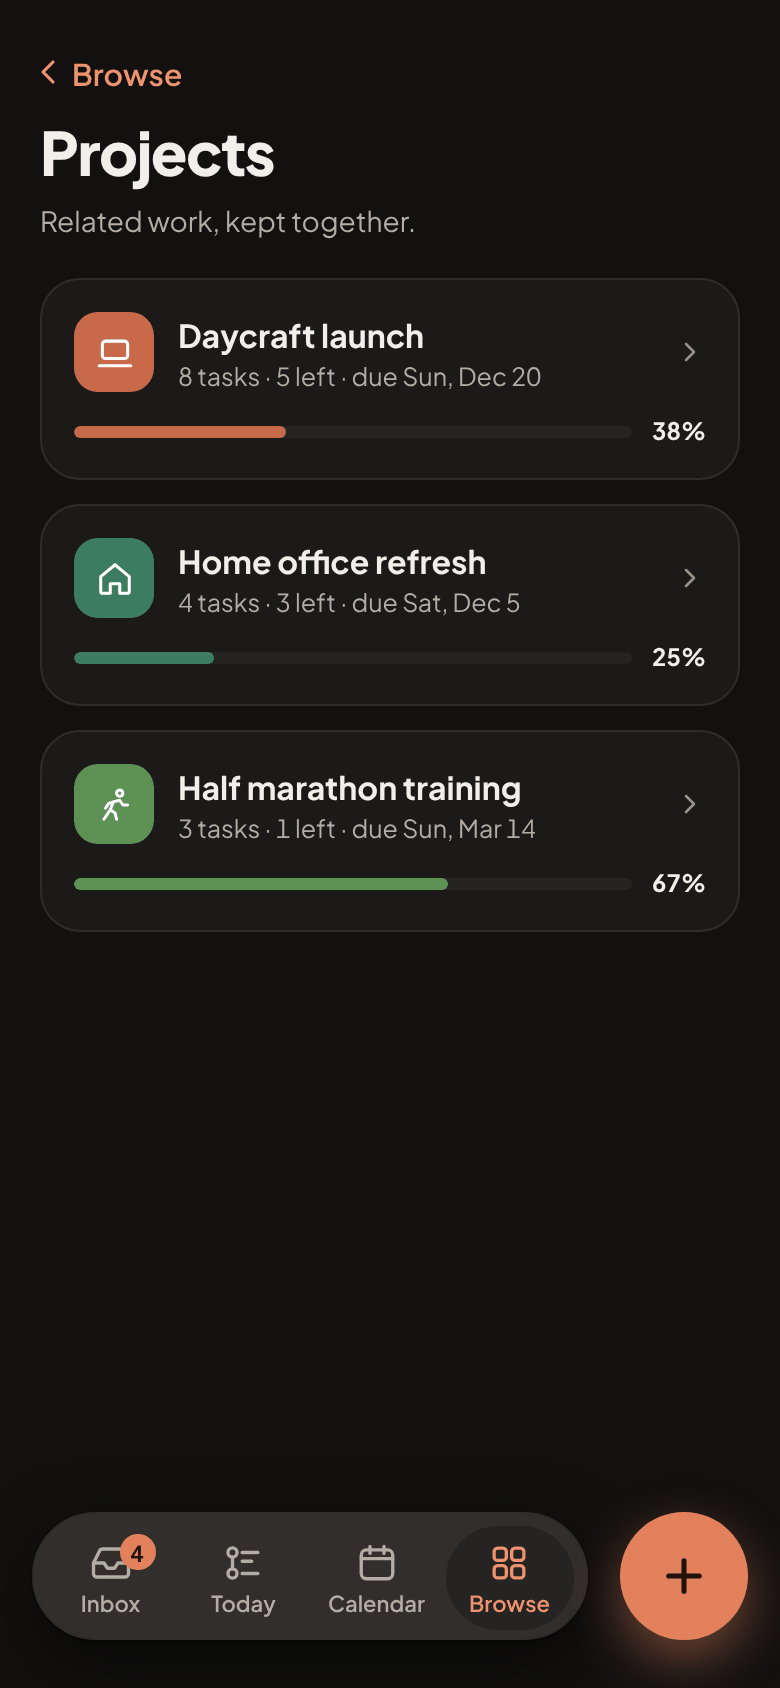 Browse
Projects
Related work, kept together.
Daycraft launch
8 tasks · 5 left · due Sun, Dec 20
38%
Home office refresh
4 tasks · 3 left · due Sat, Dec 5
25%
Half marathon training
3 tasks · 1 left · due Sun, Mar 14
67%
4
Inbox
Today
Calendar
Browse